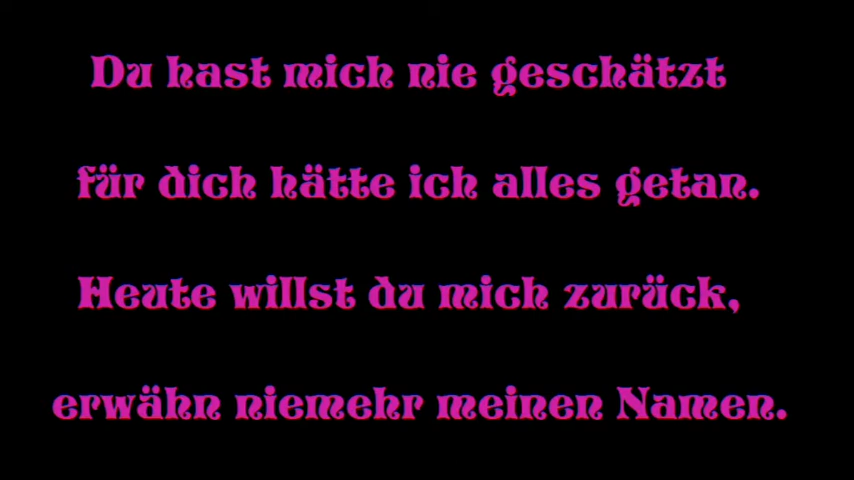 Du hast mich nie geschätzt
für dich hätte ich alles getan.
Heute willst du mich zurück,
erwähn niemehr meinen Namen.